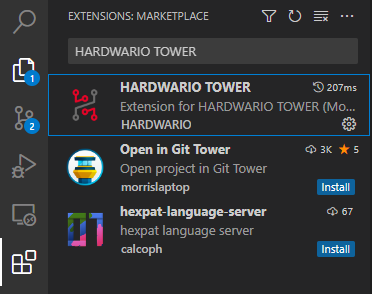 EXTENSIONS: MARKETPLACE
HARDWARIO TOWER
HARDWARIO TOWER 207ms
Extension for HARDWARIO TOWER (Mo...
HARDWARIO
Open in Git Tower 3K 5
Open project in Git Tower
morrislaptop Install
hexpat-language-server 67
hexpat language server
calcoph Install
1
2